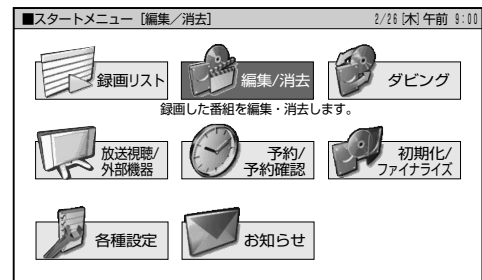 ■スタートメニュー［編集／消去］ 2/26［木］午前 9:00
録画リスト 編集/消去 ダビング
録画した番組を編集・消去します。
放送視聴/ 予約/ 初期化/
外部機器 予約確認 ファイナライズ
各種設定 お知らせ